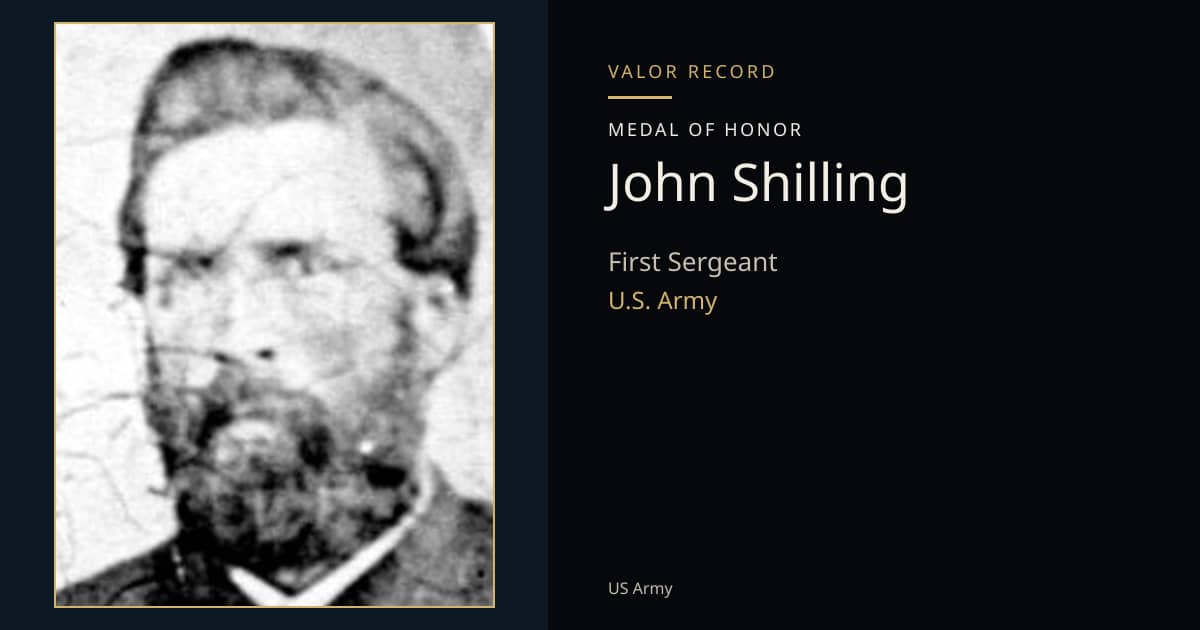 VALOR RECORD
MEDAL OF HONOR
John Shilling
First Sergeant
U.S. Army
US Army